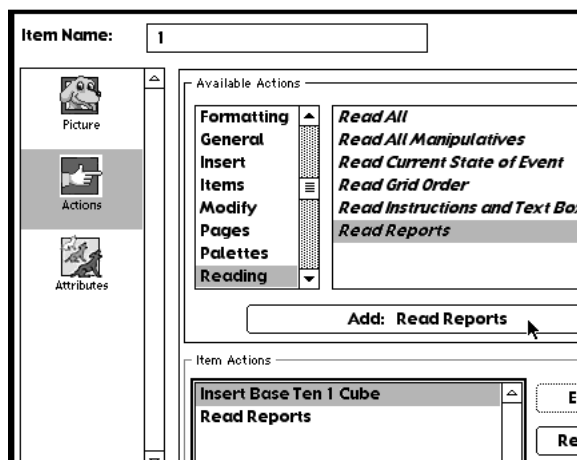 Item Name:
1
Picture
Actions
Attributes
Available Actions
Formatting
General
Insert
Items
Modify
Pages
Palettes
Reading
Read All
Read All Manipulatives
Read Current State of Event
Read Grid Order
Read Instructions and Text
Read Reports
Add: Read Reports
Item Actions
Insert Base Ten 1 Cube
Read Reports